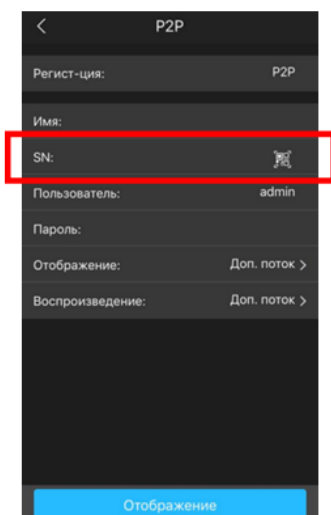 P2P
Регист-ция: P2P
Имя:
SN:
Пользователь: admin
Пароль:
Отображение: Доп. поток
Воспроизведение: Доп. поток
Отображение